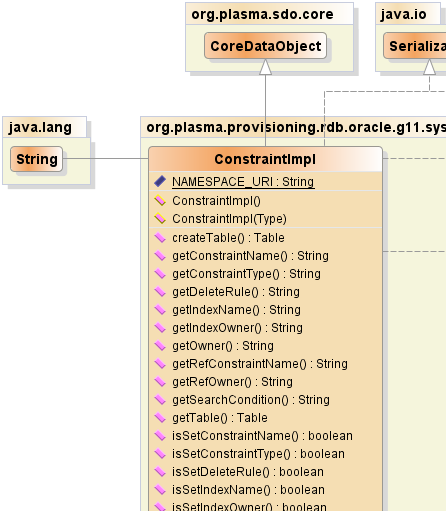 org.plasma.sdo.core
java.io
CoreDataObject
Serializa
java.lang
org.plasma.provisioning.rdb.oracle.g11.sys
String
ConstraintImpl
NAMESPACE_URI : String
ConstraintImpl()
ConstraintImpl(Type)
createTable() : Table
getConstraintName() : String
getConstraintType() : String
getDeleteRule() : String
getIndexName() : String
getIndexOwner() : String
getOwner() : String
getRefConstraintName() : String
getRefOwner() : String
getSearchCondition() : String
getTable() : Table
isSetConstraintName() : boolean
isSetConstraintType() : boolean
isSetDeleteRule() : boolean
isSetIndexName() : boolean
isSetIndexOwner() : boolean